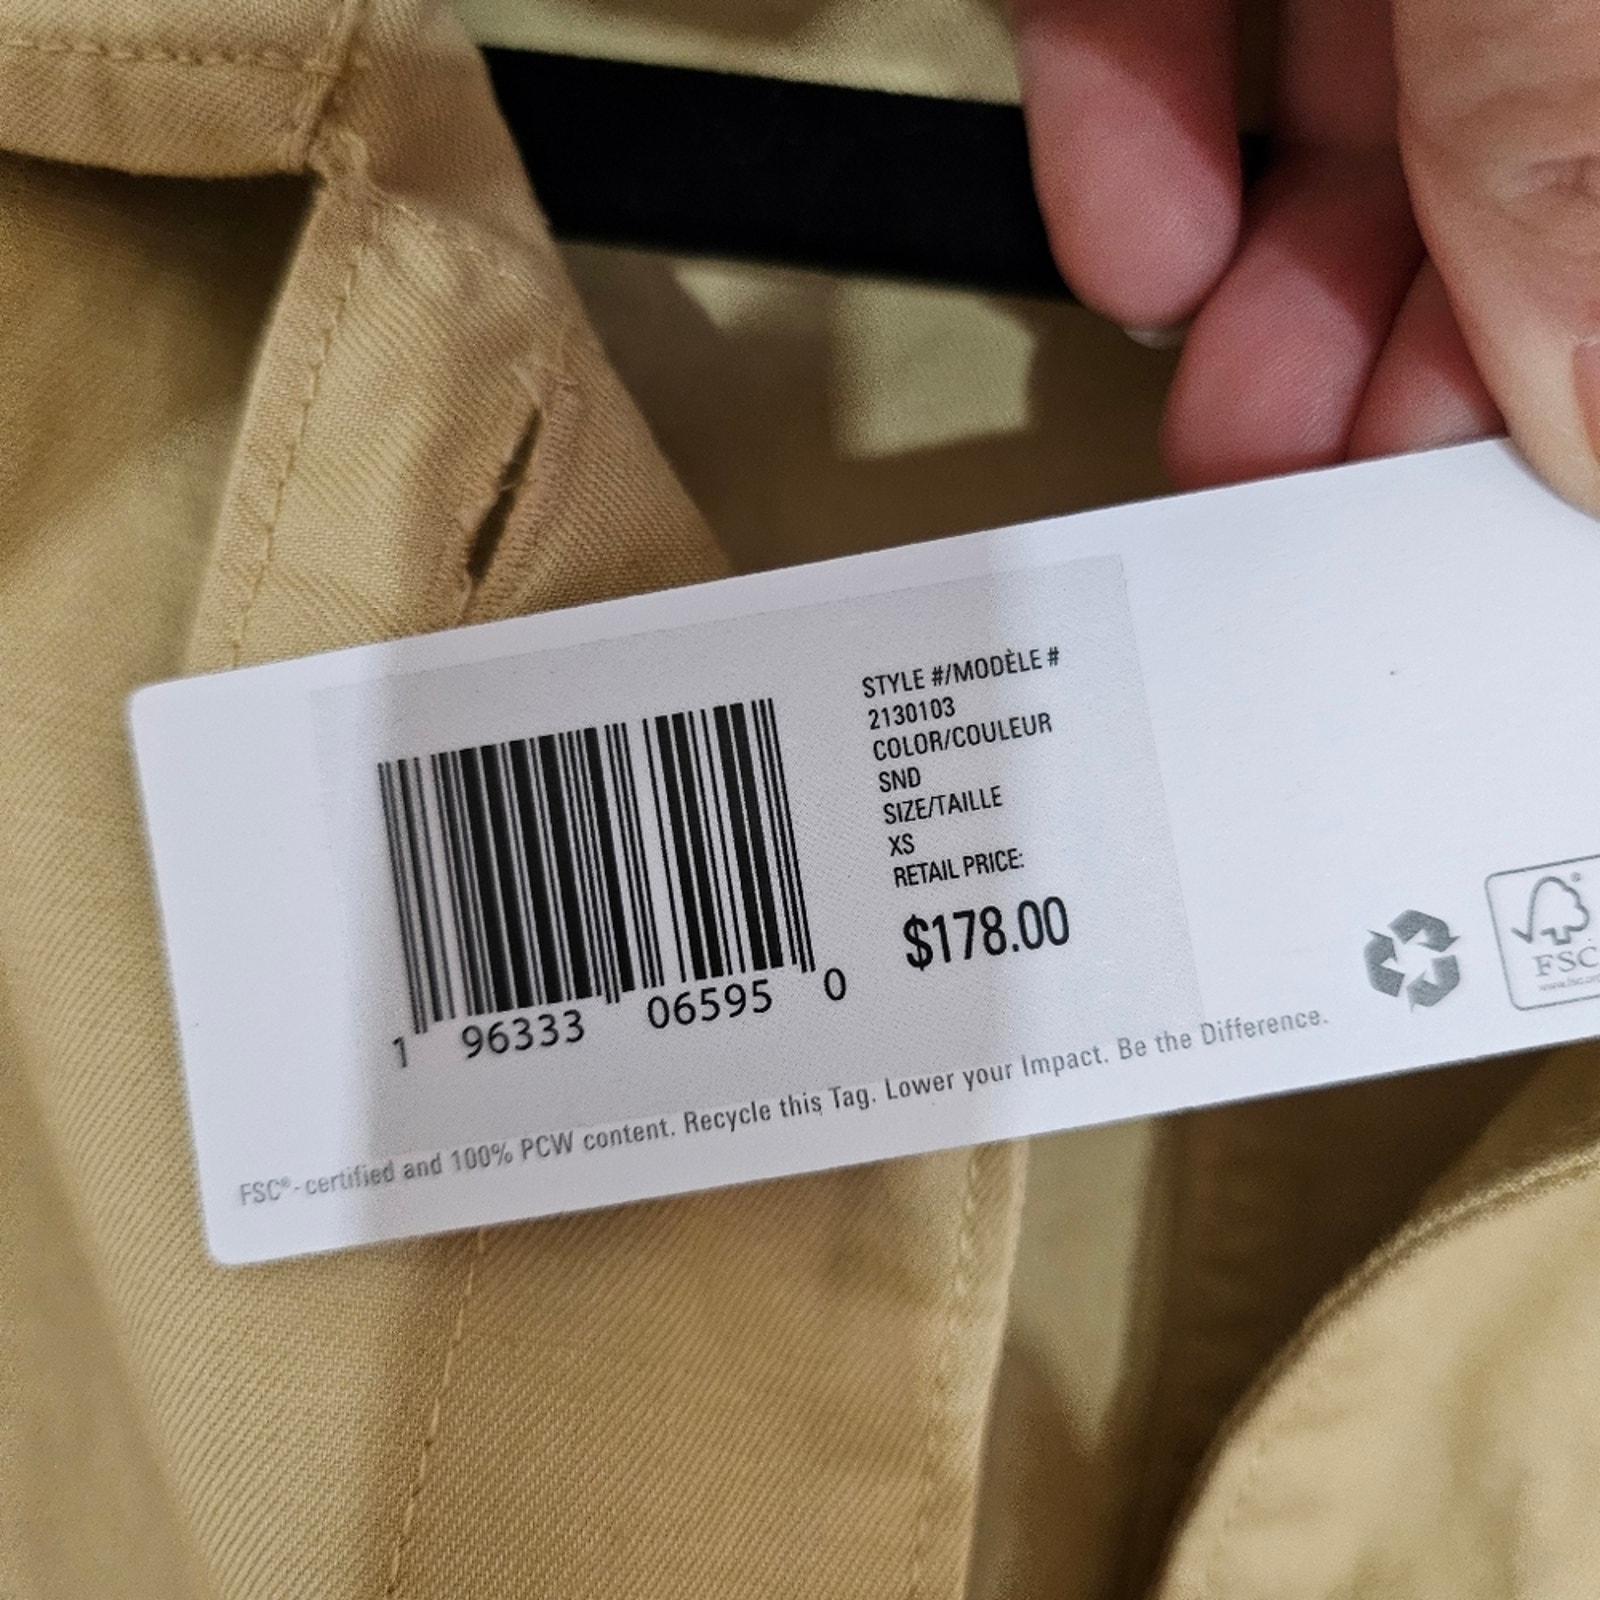 STYLE #/MODÈLE #
2130103
COLOR/COULEUR
SND
SIZE/TAILLE
XS
RETAIL PRICE:
$178.00
1 96333 06595 0
FSC®-certified and 100% PCW content. Recycle this Tag. Lower your Impact. Be the Difference.
FSC